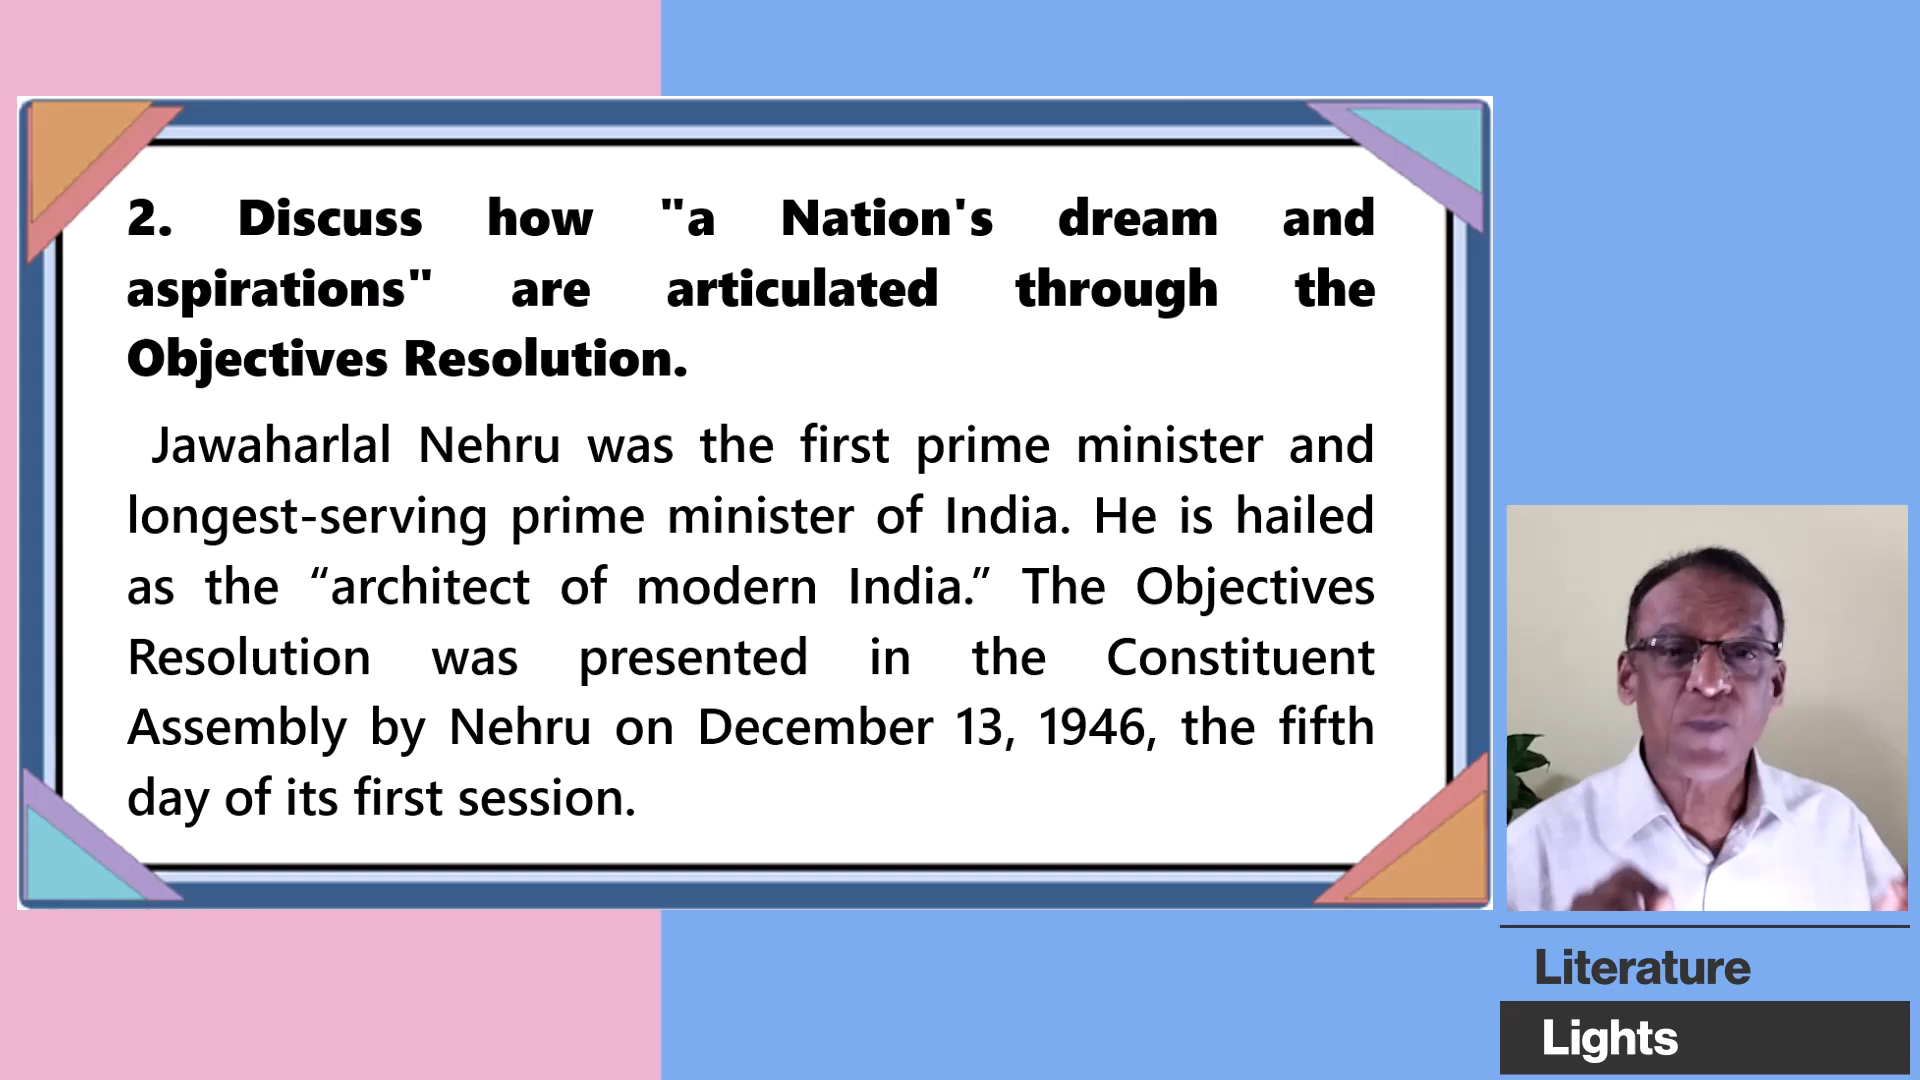 2. Discuss how "a Nation's dream and
aspirations" are articulated through the
Objectives Resolution.
Jawaharlal Nehru was the first prime minister and
longest-serving prime minister of India. He is hailed
as the “architect of modern India.” The Objectives
Resolution was presented in the Constituent
Assembly by Nehru on December 13, 1946, the fifth
day of its first session.
Literature
Lights